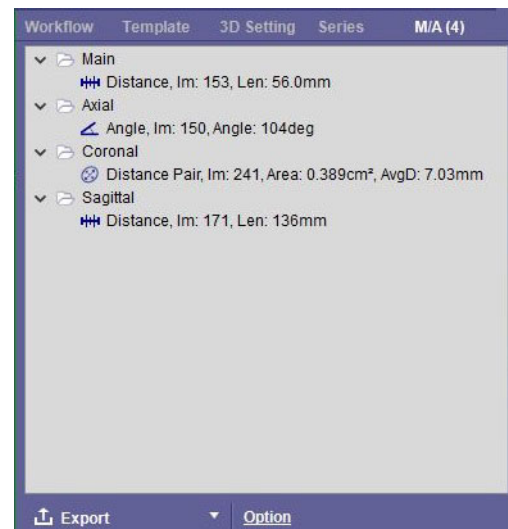 Workflow Template 3D Setting Series M/A (4)
Main
Distance, Im: 153, Len: 56.0mm
Axial
Angle, Im: 150, Angle: 104deg
Coronal
Distance Pair, Im: 241, Area: 0.389cm², AvgD: 7.03mm
Sagittal
Distance, Im: 171, Len: 136mm
Export Option